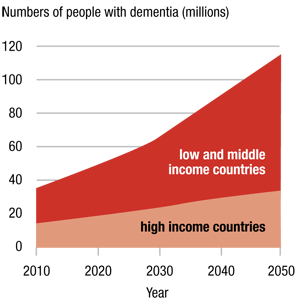 Numbers of people with dementia (millions)
120
100
80
60
40
20
0
low and middle
income countries
high income countries
2010 2020 2030 2040 2050
Year